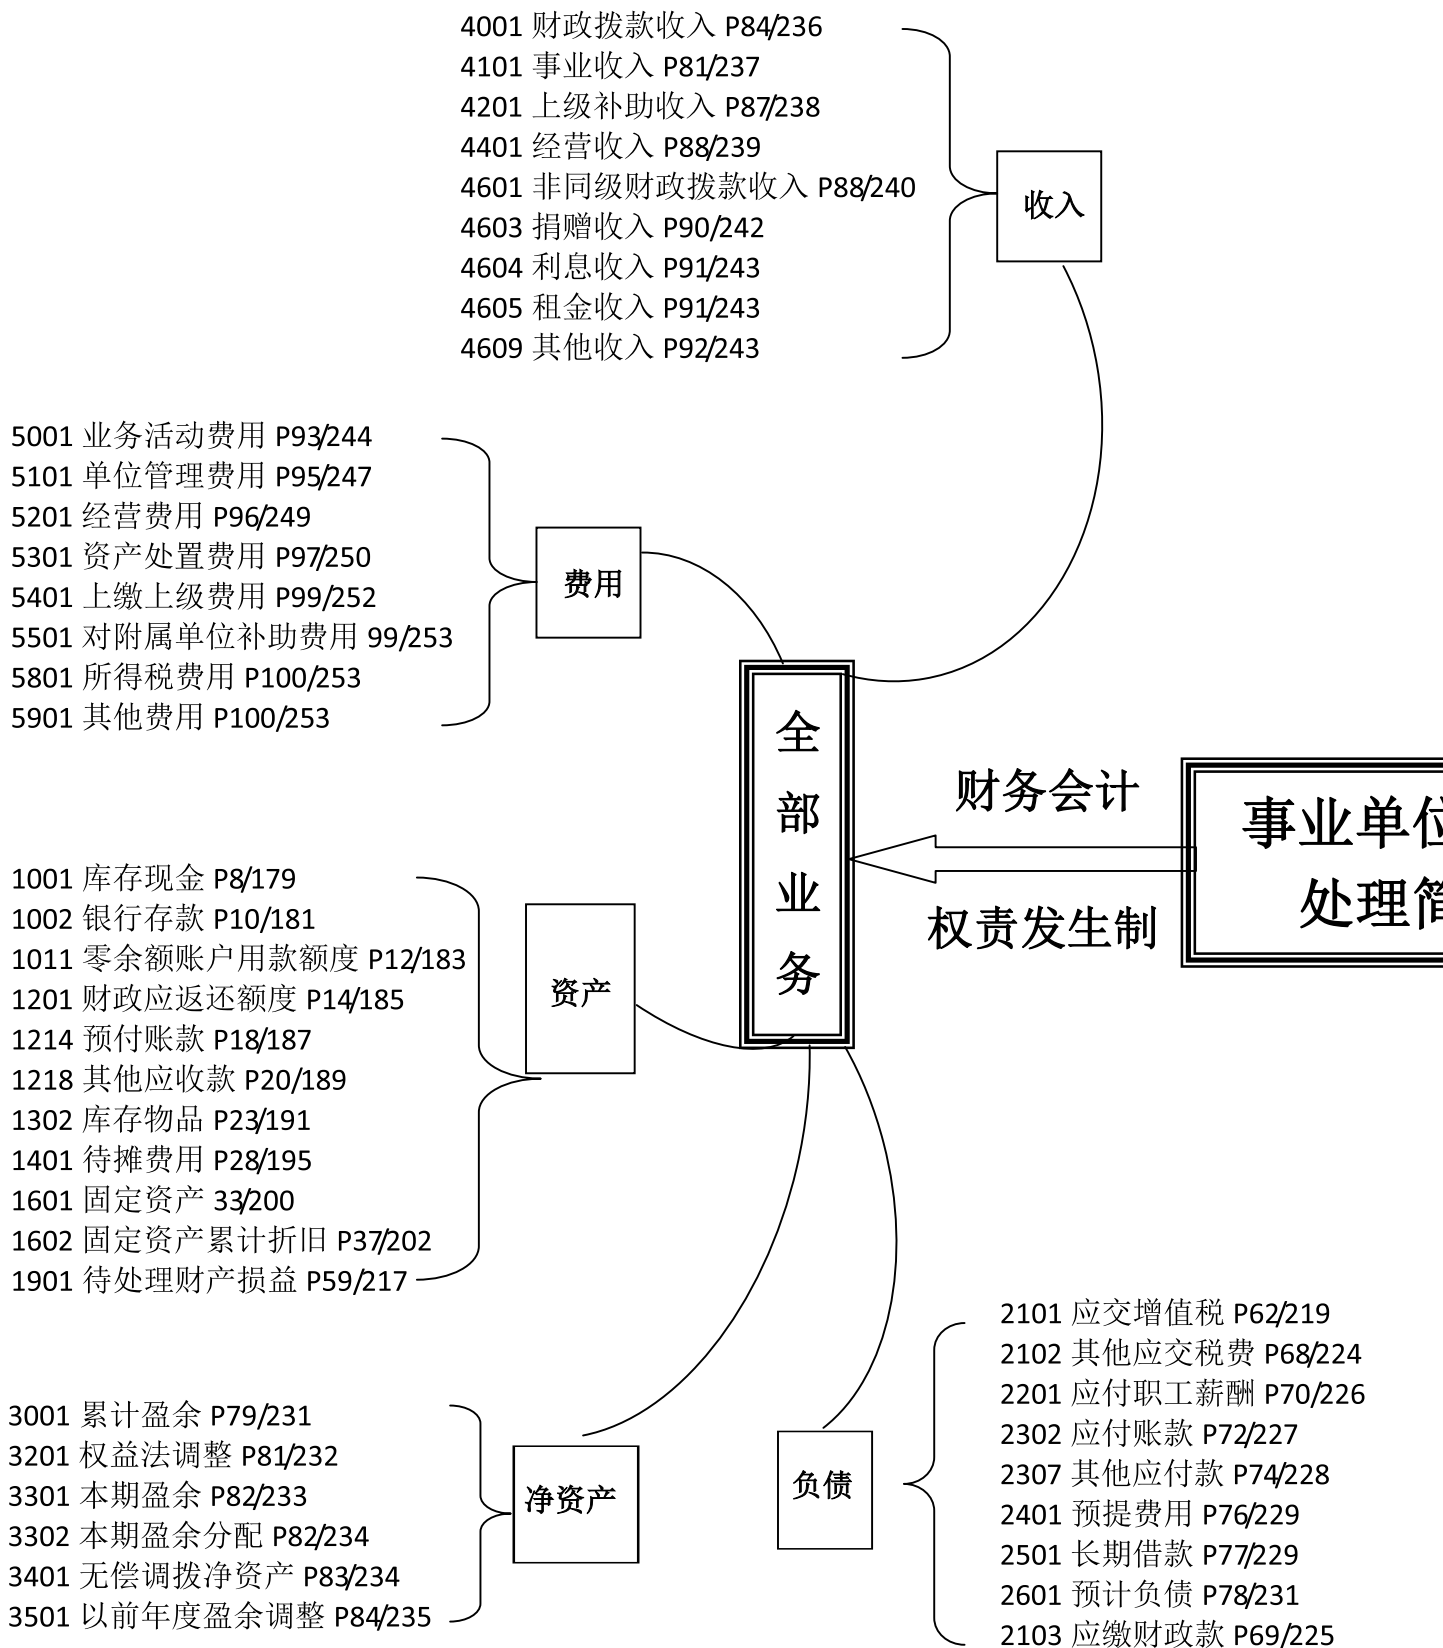 4001 财政拨款收入 P84/236
4101 事业收入 P81/237
4201 上级补助收入 P87/238
4401 经营收入 P88/239
4601 非同级财政拨款收入 P88/240
4603 捐赠收入 P90/242
4604 利息收入 P91/243
4605 租金收入 P91/243
4609 其他收入 P92/243
收入
5001 业务活动费用 P93/244
5101 单位管理费用 P95/247
5201 经营费用 P96/249
5301 资产处置费用 P97/250
5401 上缴上级费用 P99/252
5501 对附属单位补助费用 99/253
5801 所得税费用 P100/253
5901 其他费用 P100/253
费用
全
部
业
务
财务会计
权责发生制
事业单位
处理简
1001 库存现金 P8/179
1002 银行存款 P10/181
1011 零余额账户用款额度 P12/183
1201 财政应返还额度 P14/185
1214 预付账款 P18/187
1218 其他应收款 P20/189
1302 库存物品 P23/191
1401 待摊费用 P28/195
1601 固定资产 33/200
1602 固定资产累计折旧 P37/202
1901 待处理财产损益 P59/217
资产
3001 累计盈余 P79/231
3201 权益法调整 P81/232
3301 本期盈余 P82/233
3302 本期盈余分配 P82/234
3401 无偿调拨净资产 P83/234
3501 以前年度盈余调整 P84/235
净资产
负债
2101 应交增值税 P62/219
2102 其他应交税费 P68/224
2201 应付职工薪酬 P70/226
2302 应付账款 P72/227
2307 其他应付款 P74/228
2401 预提费用 P76/229
2501 长期借款 P77/229
2601 预计负债 P78/231
2103 应缴财政款 P69/225